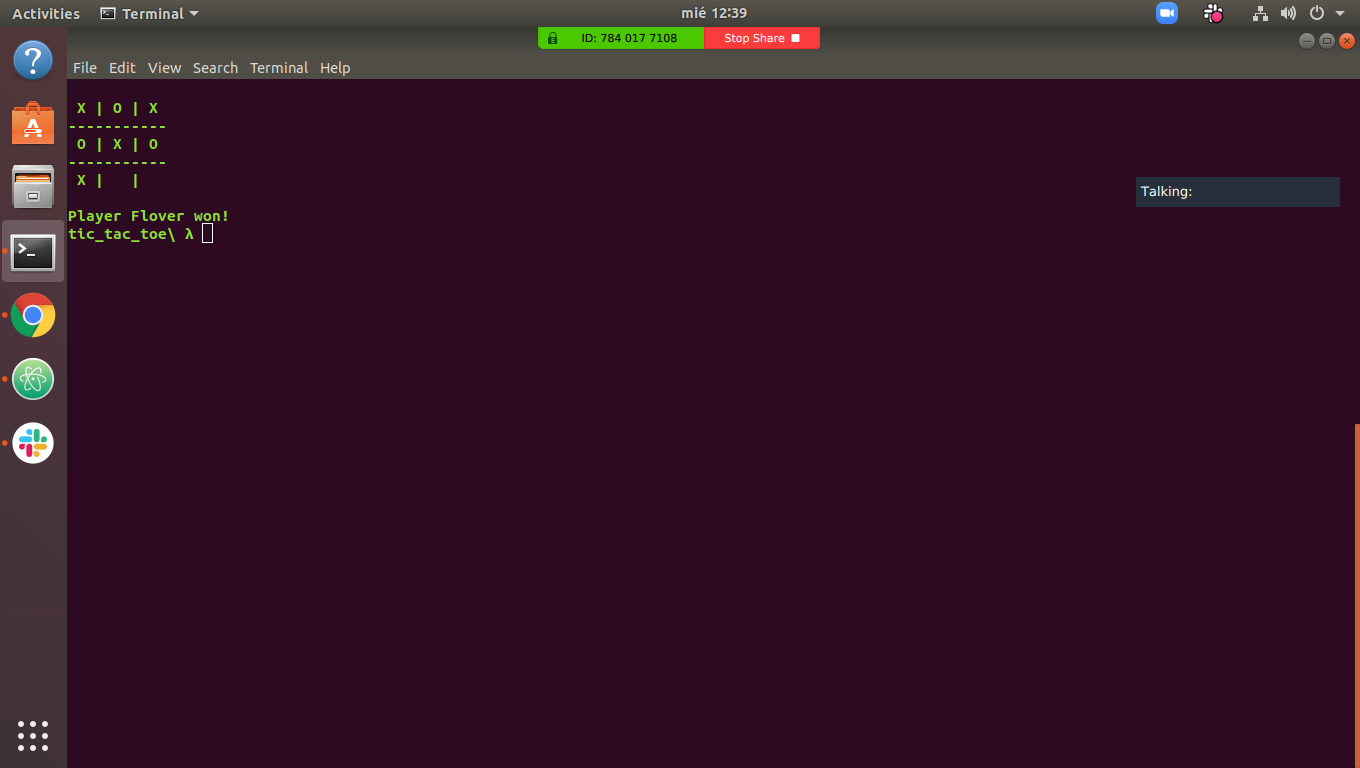 Activities Terminal mié 12:39
ID: 784 017 7108 Stop Share
File Edit View Search Terminal Help
X | O | X
-----------
O | X | O
-----------
X |   |
Talking:
Player Flover won!
tic_tac_toe\ λ